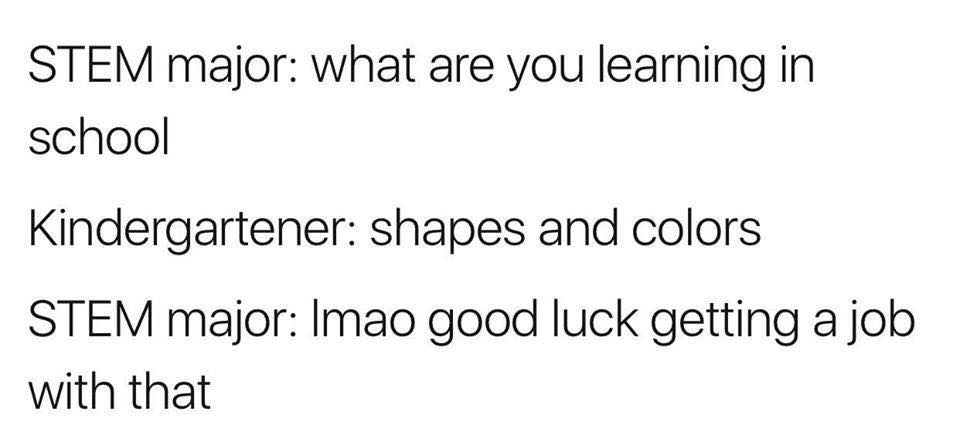 STEM major: what are you learning in
school
Kindergartener: shapes and colors
STEM major: lmao good luck getting a job
with that